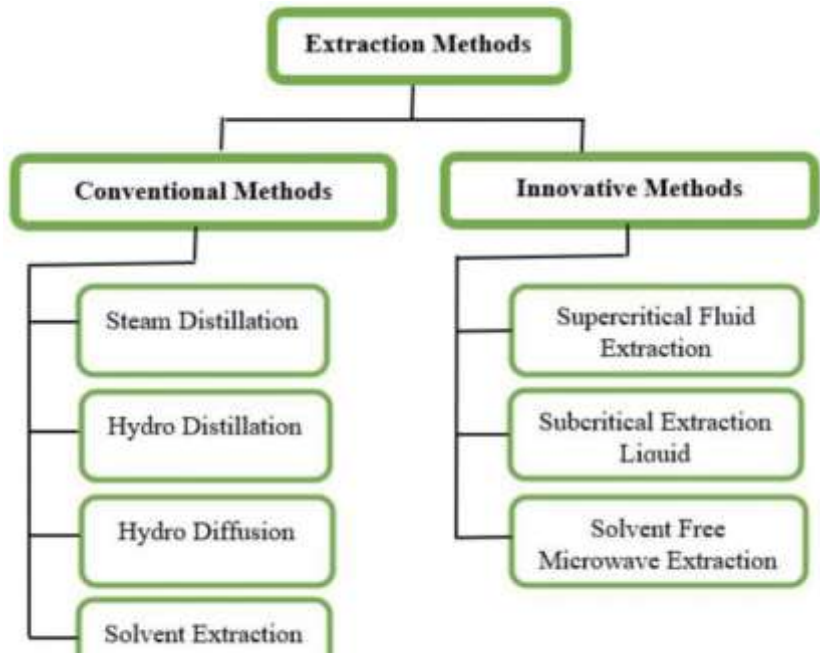 Extraction Methods
Conventional Methods
Innovative Methods
Steam Distillation
Hydro Distillation
Hydro Diffusion
Solvent Extraction
Supercritical Fluid
Extraction
Subcritical Extraction
Liquid
Solvent Free
Microwave Extraction